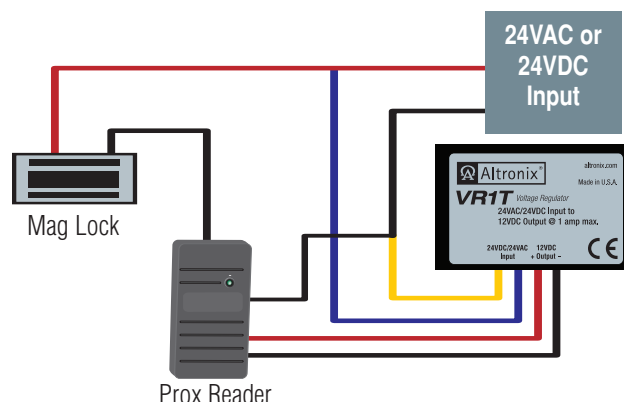 24VAC or
24VDC
Input
Altronix®
altronix.com
Made in U.S.A.
VR1T Voltage Regulator
24VAC/24VDC Input to
12VDC Output @ 1 amp max.
24VDC/24VAC 12VDC
Input + Output –
CE
Mag Lock
Prox Reader